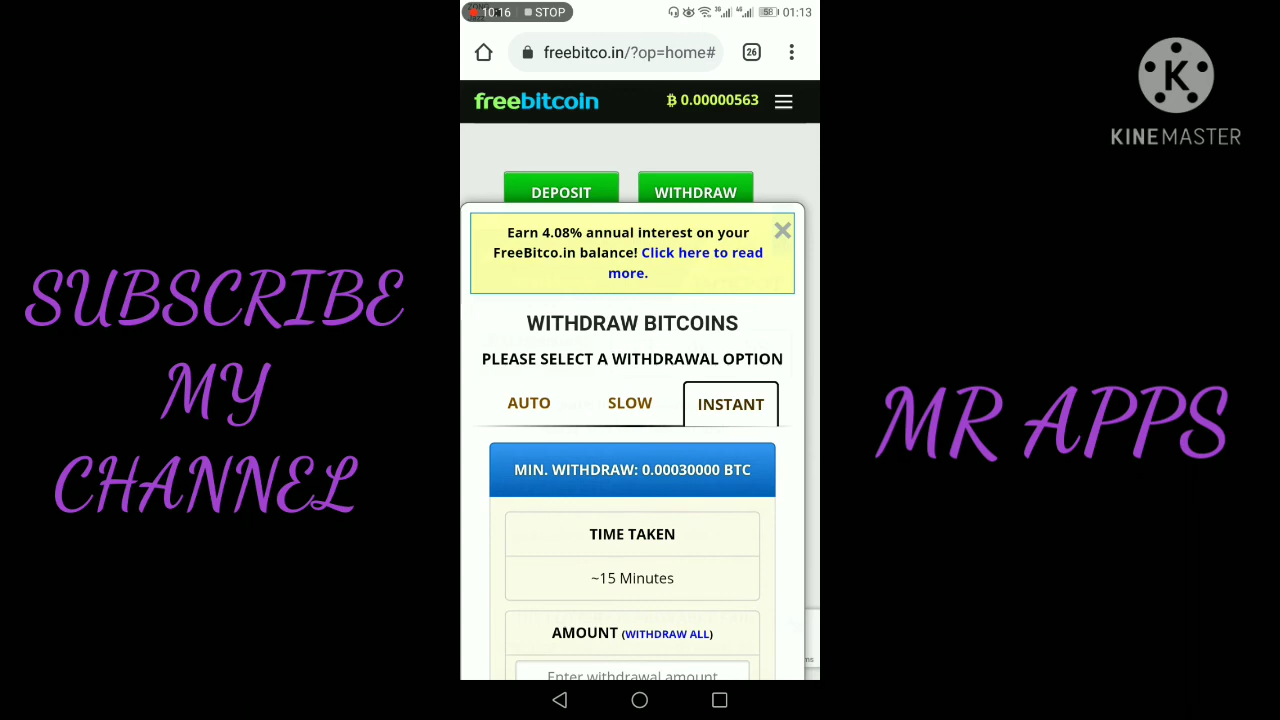 10:16 STOP
3G 4G 58 01:13
freebitco.in/?op=home#
26
freebitcoin
0.00000563
K
KINEMASTER
DEPOSIT WITHDRAW
Earn 4.08% annual interest on your
FreeBitco.in balance! Click here to read
more.
WITHDRAW BITCOINS
PLEASE SELECT A WITHDRAWAL OPTION
AUTO SLOW INSTANT
MIN. WITHDRAW: 0.00030000 BTC
TIME TAKEN
~15 Minutes
AMOUNT (WITHDRAW ALL)
Enter withdrawal amount
SUBSCRIBE
MY
CHANNEL
MR APPS